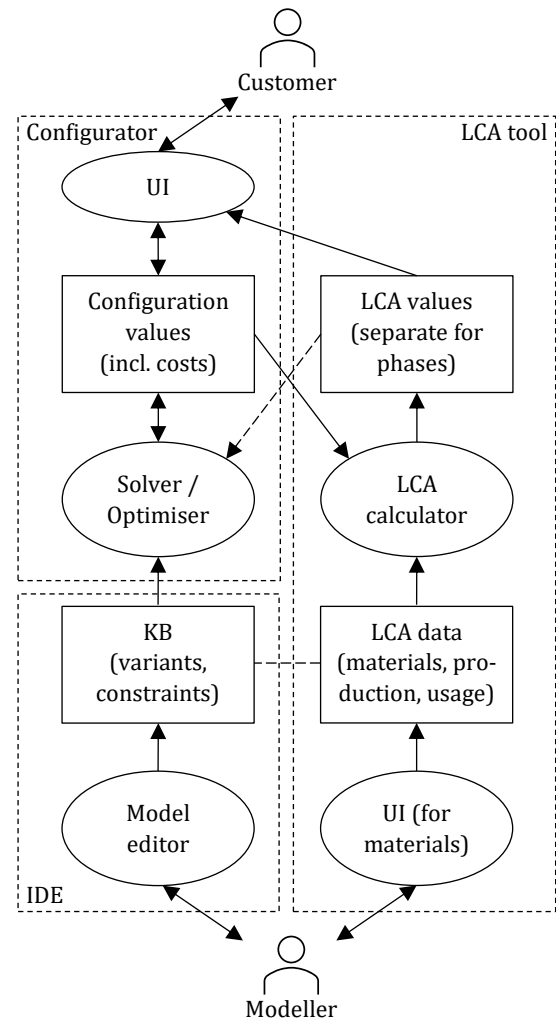 Customer
Configurator
LCA tool
UI
Configuration
values
(incl. costs)
LCA values
(separate for
phases)
Solver /
Optimiser
LCA
calculator
KB
(variants,
constraints)
LCA data
(materials, pro-
duction, usage)
Model
editor
UI (for
materials)
IDE
Modeller